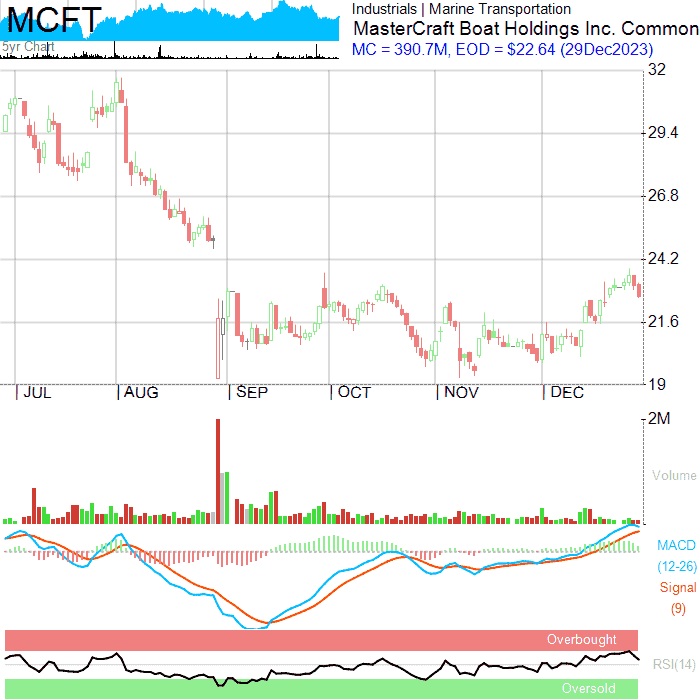 MCFT
5yr Chart
Industrials | Marine Transportation
MasterCraft Boat Holdings Inc. Common
MC = 390.7M, EOD = $22.64 (29Dec2023)
32
29.4
26.8
24.2
21.6
19
JUL AUG SEP OCT NOV DEC
2M
Volume
MACD
(12-26)
Signal
(9)
Overbought
RSI(14)
Oversold